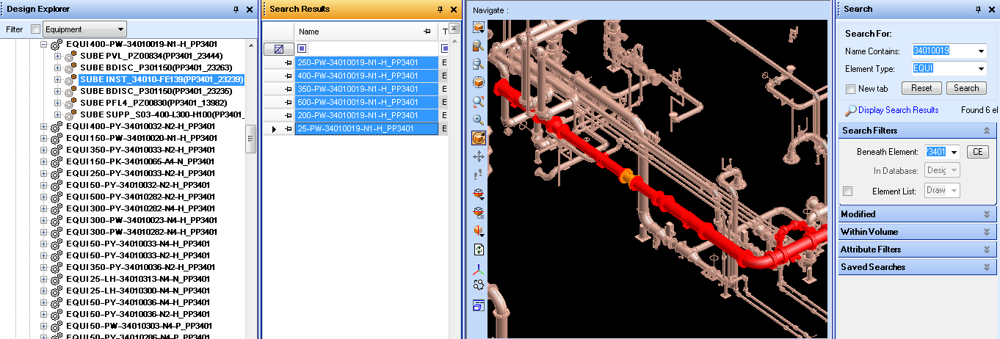 Design Explorer
Filter Equipment
EQUI 400-PW-34010019-N1-H_PP3401
SUBE PVL_PZ00834(PP3401_23444)
SUBE BDISC_P301150(PP3401_23263)
SUBE INST_34010-FE139(PP3401_23239)
SUBE BDISC_P301150(PP3401_23235)
SUBE PFL4_PZ00830(PP3401_13982)
SUBE SUPP_S03-400-L300-H100(PP3401_
EQUI 400-PY-34010032-N2-H_PP3401
EQUI 150-PW-34010020-N1-H_PP3401
EQUI 350-PY-34010033-N2-H_PP3401
EQUI 150-PK-34010065-A4-N_PP3401
EQUI 250-PY-34010033-N2-H_PP3401
EQUI 50-PY-34010032-N2-H_PP3401
EQUI 500-PY-34010282-N2-H_PP3401
EQUI 300-PY-34010282-N4-H_PP3401
EQUI 300-PW-34010023-N4-H_PP3401
EQUI 300-PW-34010282-N4-H_PP3401
EQUI 50-PY-34010033-N4-H_PP3401
EQUI 50-PY-34010033-N2-H_PP3401
EQUI 350-PY-34010036-N2-H_PP3401
EQUI 25-LH-34010313-N4-N_PP3401
EQUI 25-LH-34010300-N4-N_PP3401
EQUI 50-PY-34010036-N4-H_PP3401
EQUI 50-PY-34010036-N2-H_PP3401
EQUI 50-PW-34010303-N4-P_PP3401
EQUI 50-PY-34010286-N4-P_PP3401
Search Results
Name T
250-PW-34010019-N1-H_PP3401 E
400-PW-34010019-N1-H_PP3401 E
350-PW-34010019-N1-H_PP3401 E
500-PW-34010019-N1-H_PP3401 E
200-PW-34010019-N1-H_PP3401 E
25-PW-34010019-N1-H_PP3401 E
Navigate :
CE
Search
Search For:
Name Contains: 34010019
Element Type: EQUI
New tab Reset Search
Display Search Results Found 6 el
Search Filters
Beneath Element: P3401 CE
In Database: Desig
Element List: Draw
Modified
Within Volume
Attribute Filters
Saved Searches